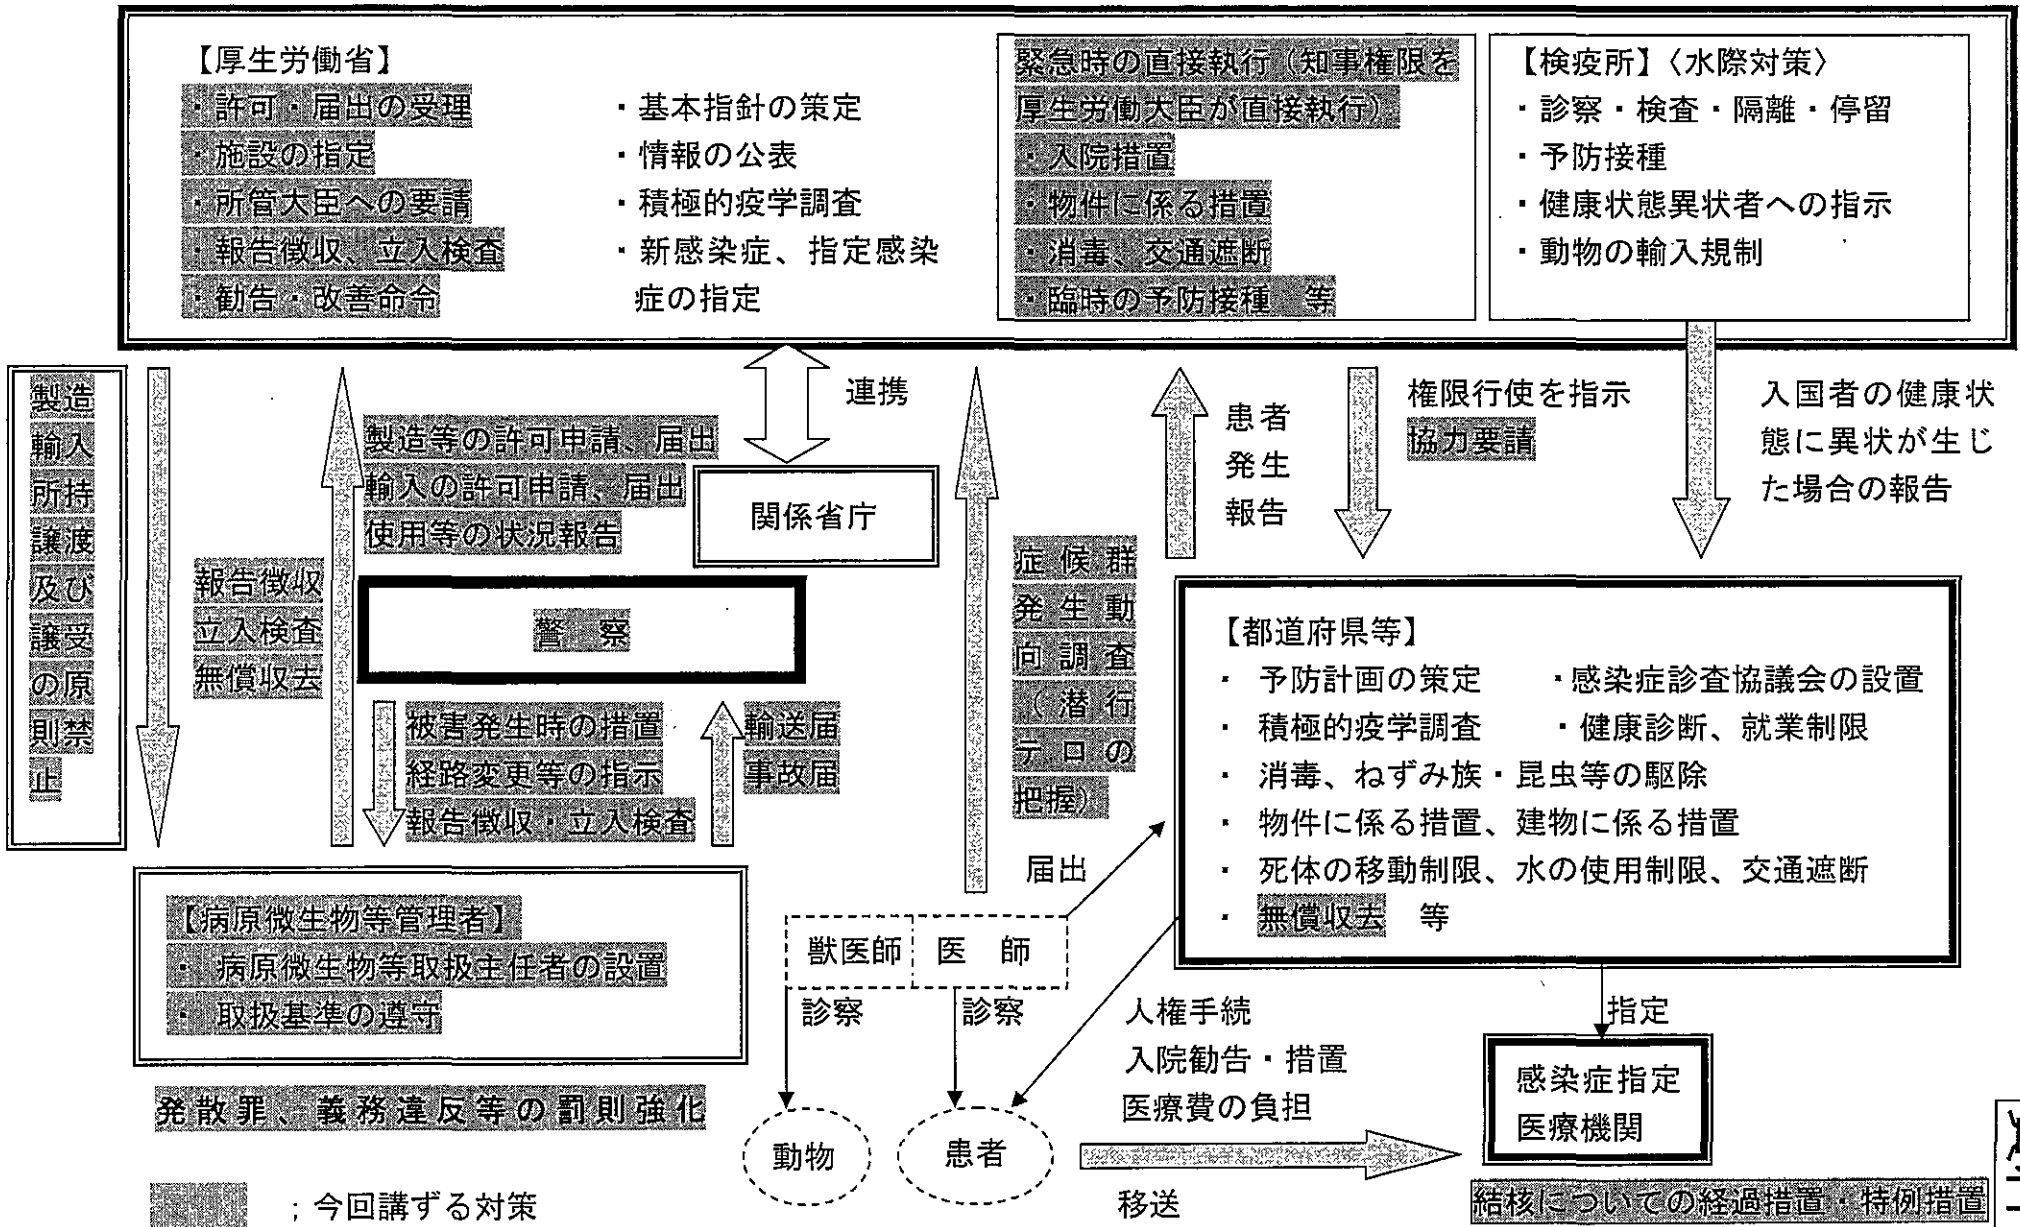 【厚生労働省】
・許可・届出の受理
・施設の指定
・所管大臣への要請
・報告徴収、立入検査
・勧告・改善命令
・基本指針の策定
・情報の公表
・積極的疫学調査
・新感染症、指定感染
症の指定
緊急時の直接執行（知事権限を
厚生労働大臣が直接執行）
・入院措置
・物件に係る措置
・消毒、交通遮断
・臨時の予防接種　等
【検疫所】〈水際対策〉
・診察・検査・隔離・停留
・予防接種
・健康状態異状者への指示
・動物の輸入規制
製造
輸入
所持
譲渡
及び
譲受
の原
則禁
止
報告徴収
立入検査
無償収去
製造等の許可申請、届出
輸入の許可申請、届出
使用等の状況報告
連携
関係省庁
警　察
被害発生時の措置
経路変更等の指示
報告徴収・立入検査
輸送届
事故届
症候群
発生動
向調査
（潜行
テロの
把握）
患者
発生
報告
権限行使を指示
協力要請
入国者の健康状
態に異状が生じ
た場合の報告
【都道府県等】
・　予防計画の策定　　・感染症診査協議会の設置
・　積極的疫学調査　　・健康診断、就業制限
・　消毒、ねずみ族・昆虫等の駆除
・　物件に係る措置、建物に係る措置
・　死体の移動制限、水の使用制限、交通遮断
・　無償収去　等
【病原微生物等管理者】
・　病原微生物等取扱主任者の設置
・　取扱基準の遵守
届出
獣医師　医　師
診察　診察
人権手続
入院勧告・措置
医療費の負担
指定
感染症指定
医療機関
発散罪、義務違反等の罰則強化
動物　患者
移送
；今回講ずる対策
結核についての経過措置・特例措置